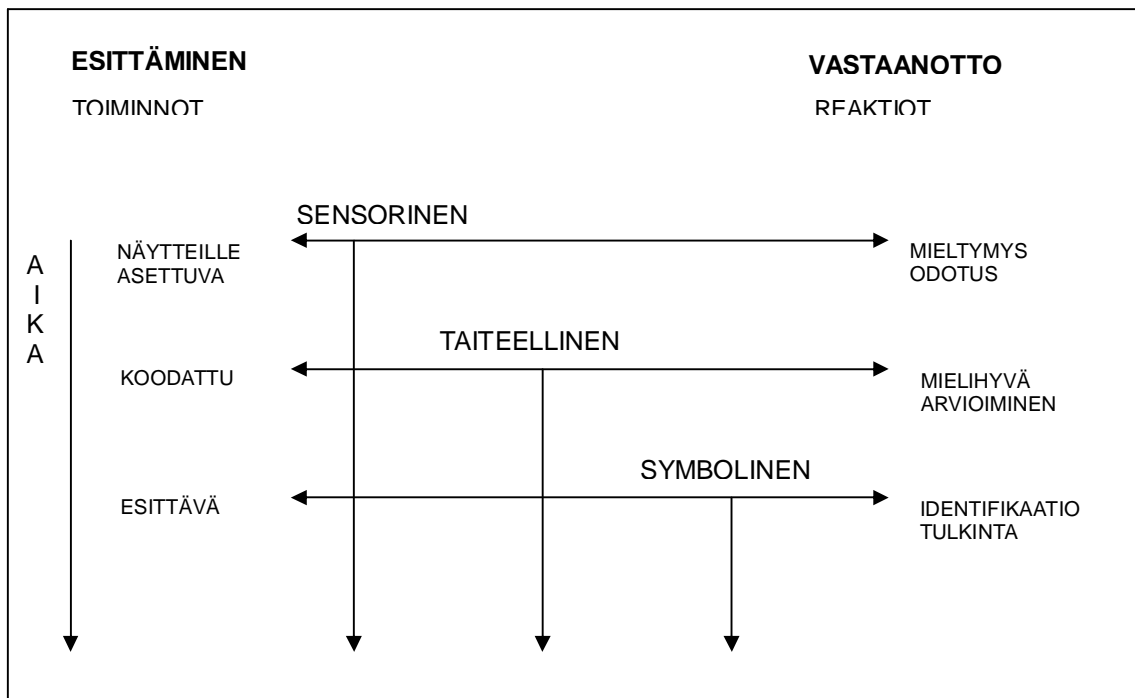 ESITTÄMINEN
VASTAANOTTO
TOIMINNOT
REAKTIOT
SENSORINEN
NÄYTTEILLE
ASETTUVA
MIELTYMYS
ODOTUS
A
I
K
A
TAITEELLINEN
KOODATTU
MIELIHYVÄ
ARVIOIMINEN
SYMBOLINEN
ESITTÄVÄ
IDENTIFIKAATIO
TULKINTA